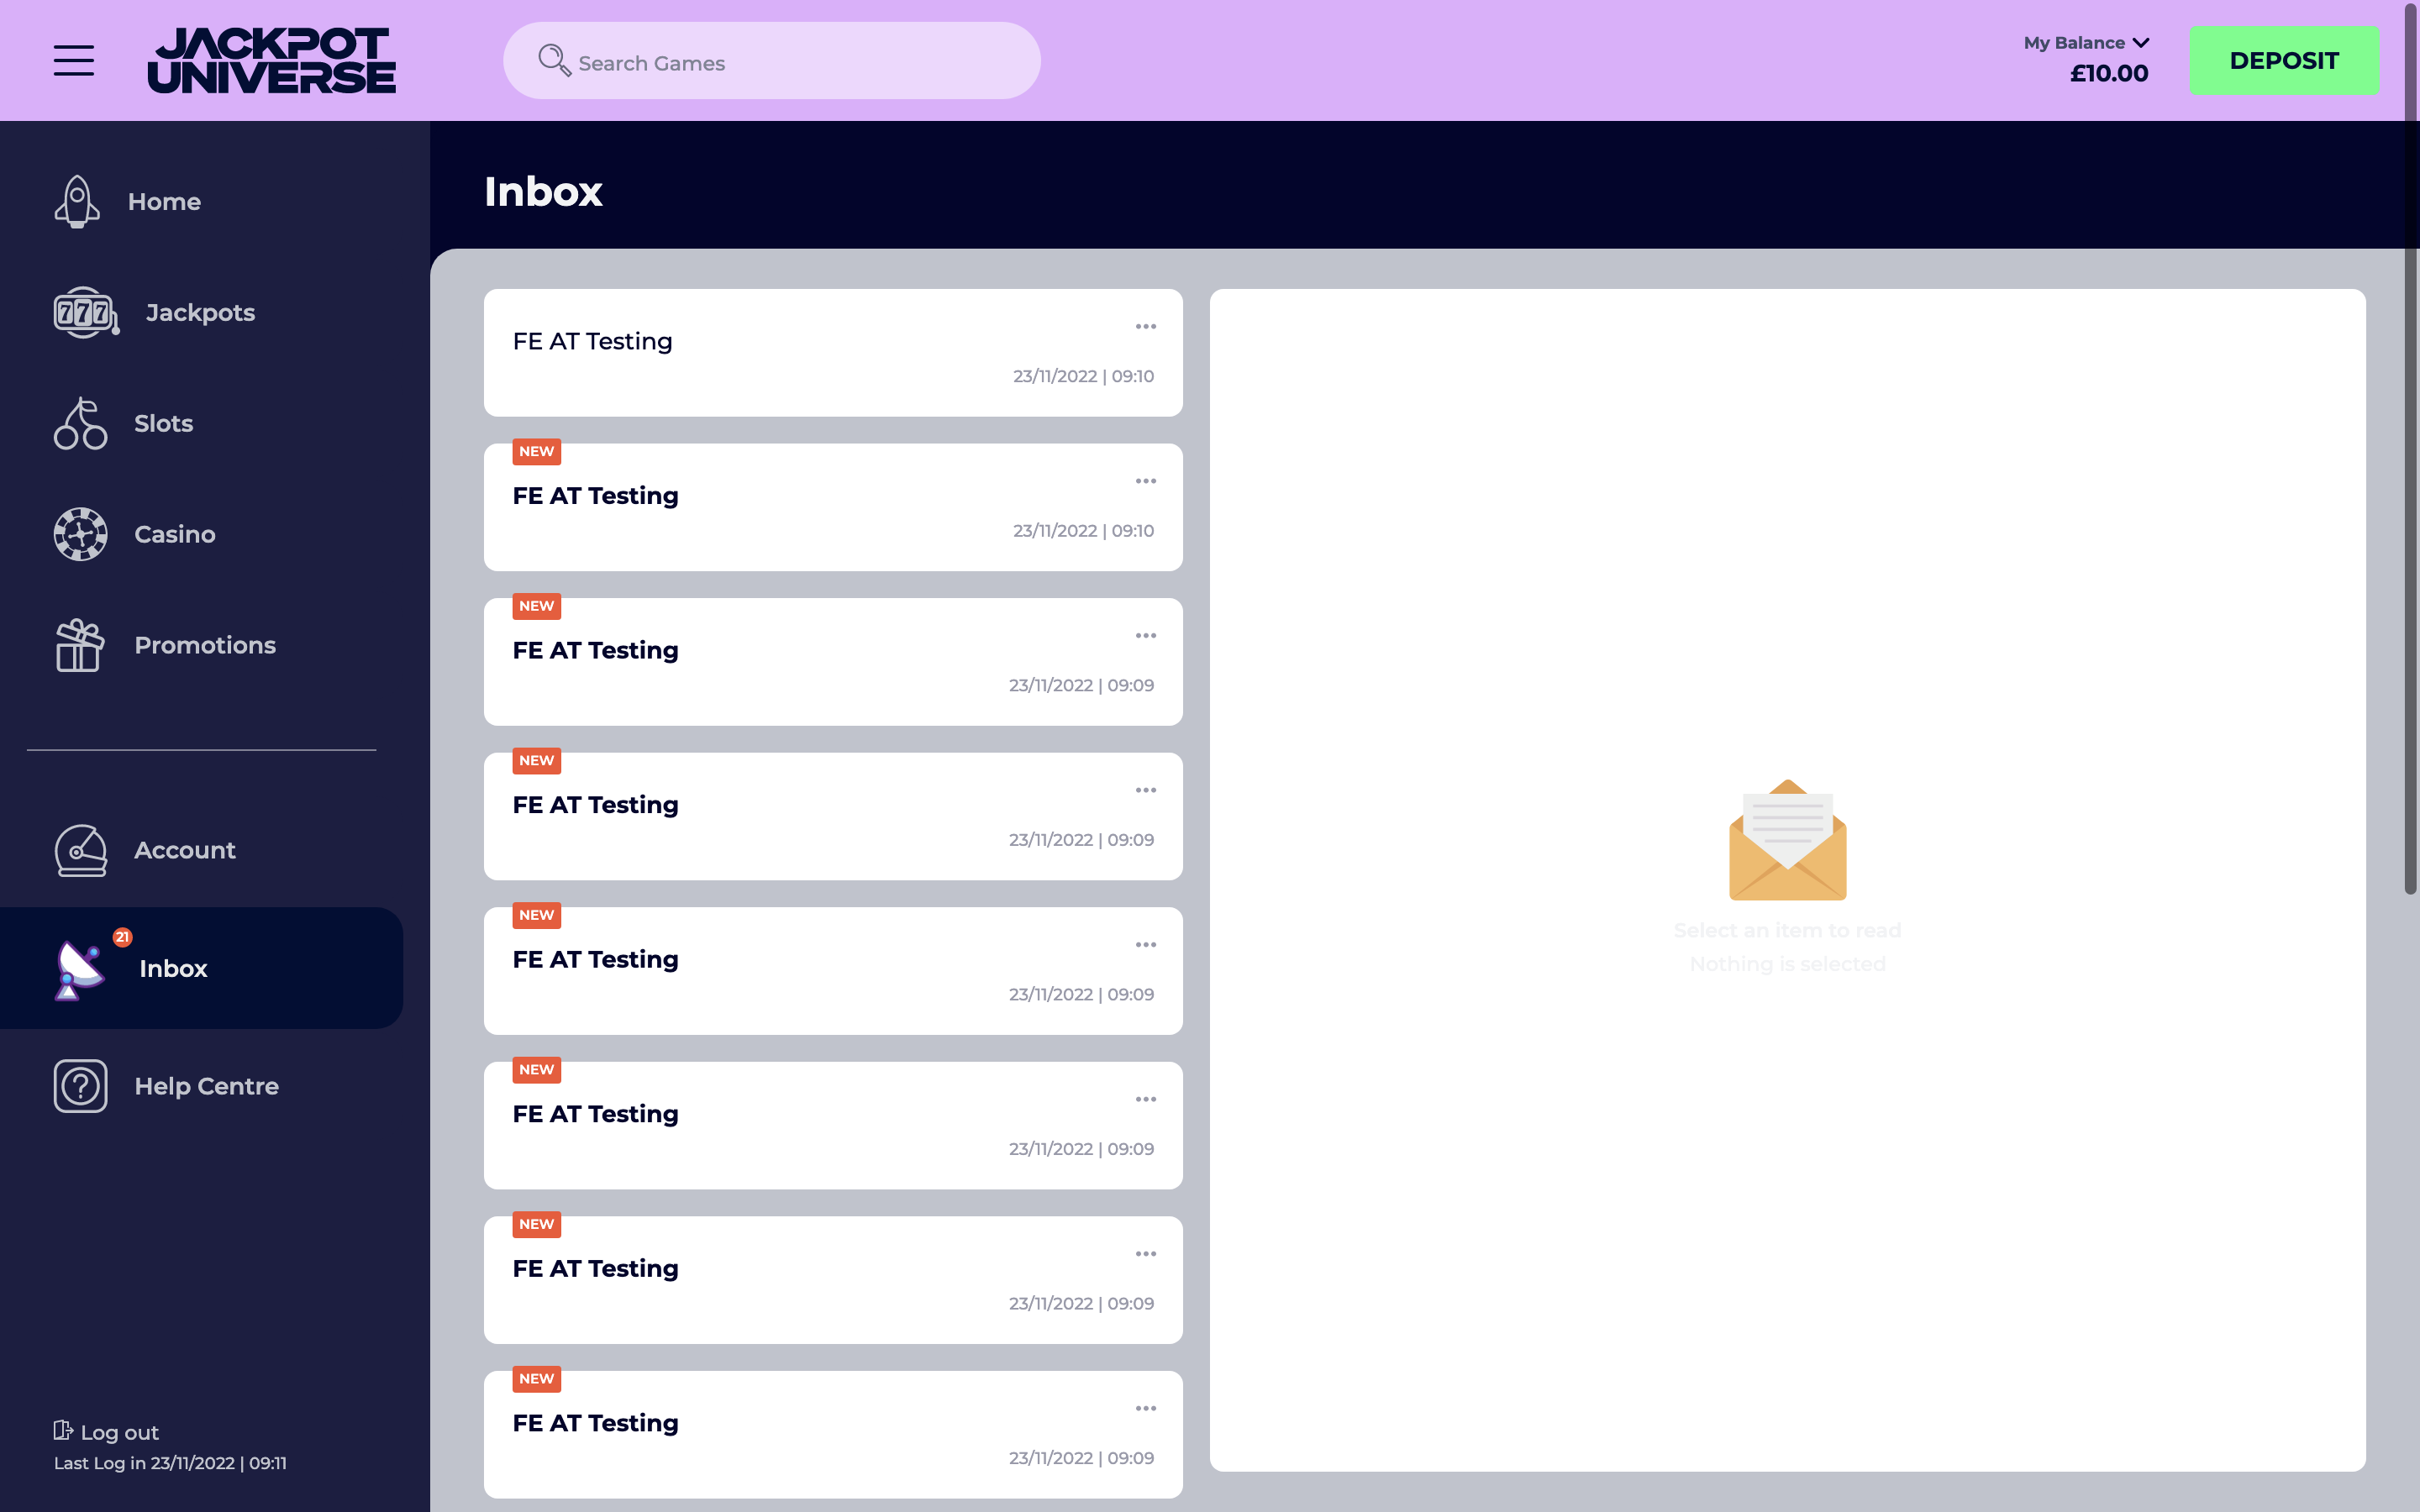 JACKPOT
UNIVERSE
Search Games
My Balance
£10.00
DEPOSIT
Home
777
Jackpots
Slots
Casino
Promotions
Account
21
Inbox
Help Centre
Log out
Last Log in 23/11/2022 | 09:11
Inbox
FE AT Testing
23/11/2022 | 09:10
NEW
FE AT Testing
23/11/2022 | 09:10
NEW
FE AT Testing
23/11/2022 | 09:09
NEW
FE AT Testing
23/11/2022 | 09:09
NEW
FE AT Testing
23/11/2022 | 09:09
NEW
FE AT Testing
23/11/2022 | 09:09
NEW
FE AT Testing
23/11/2022 | 09:09
NEW
FE AT Testing
23/11/2022 | 09:09
Select an item to read
Nothing is selected